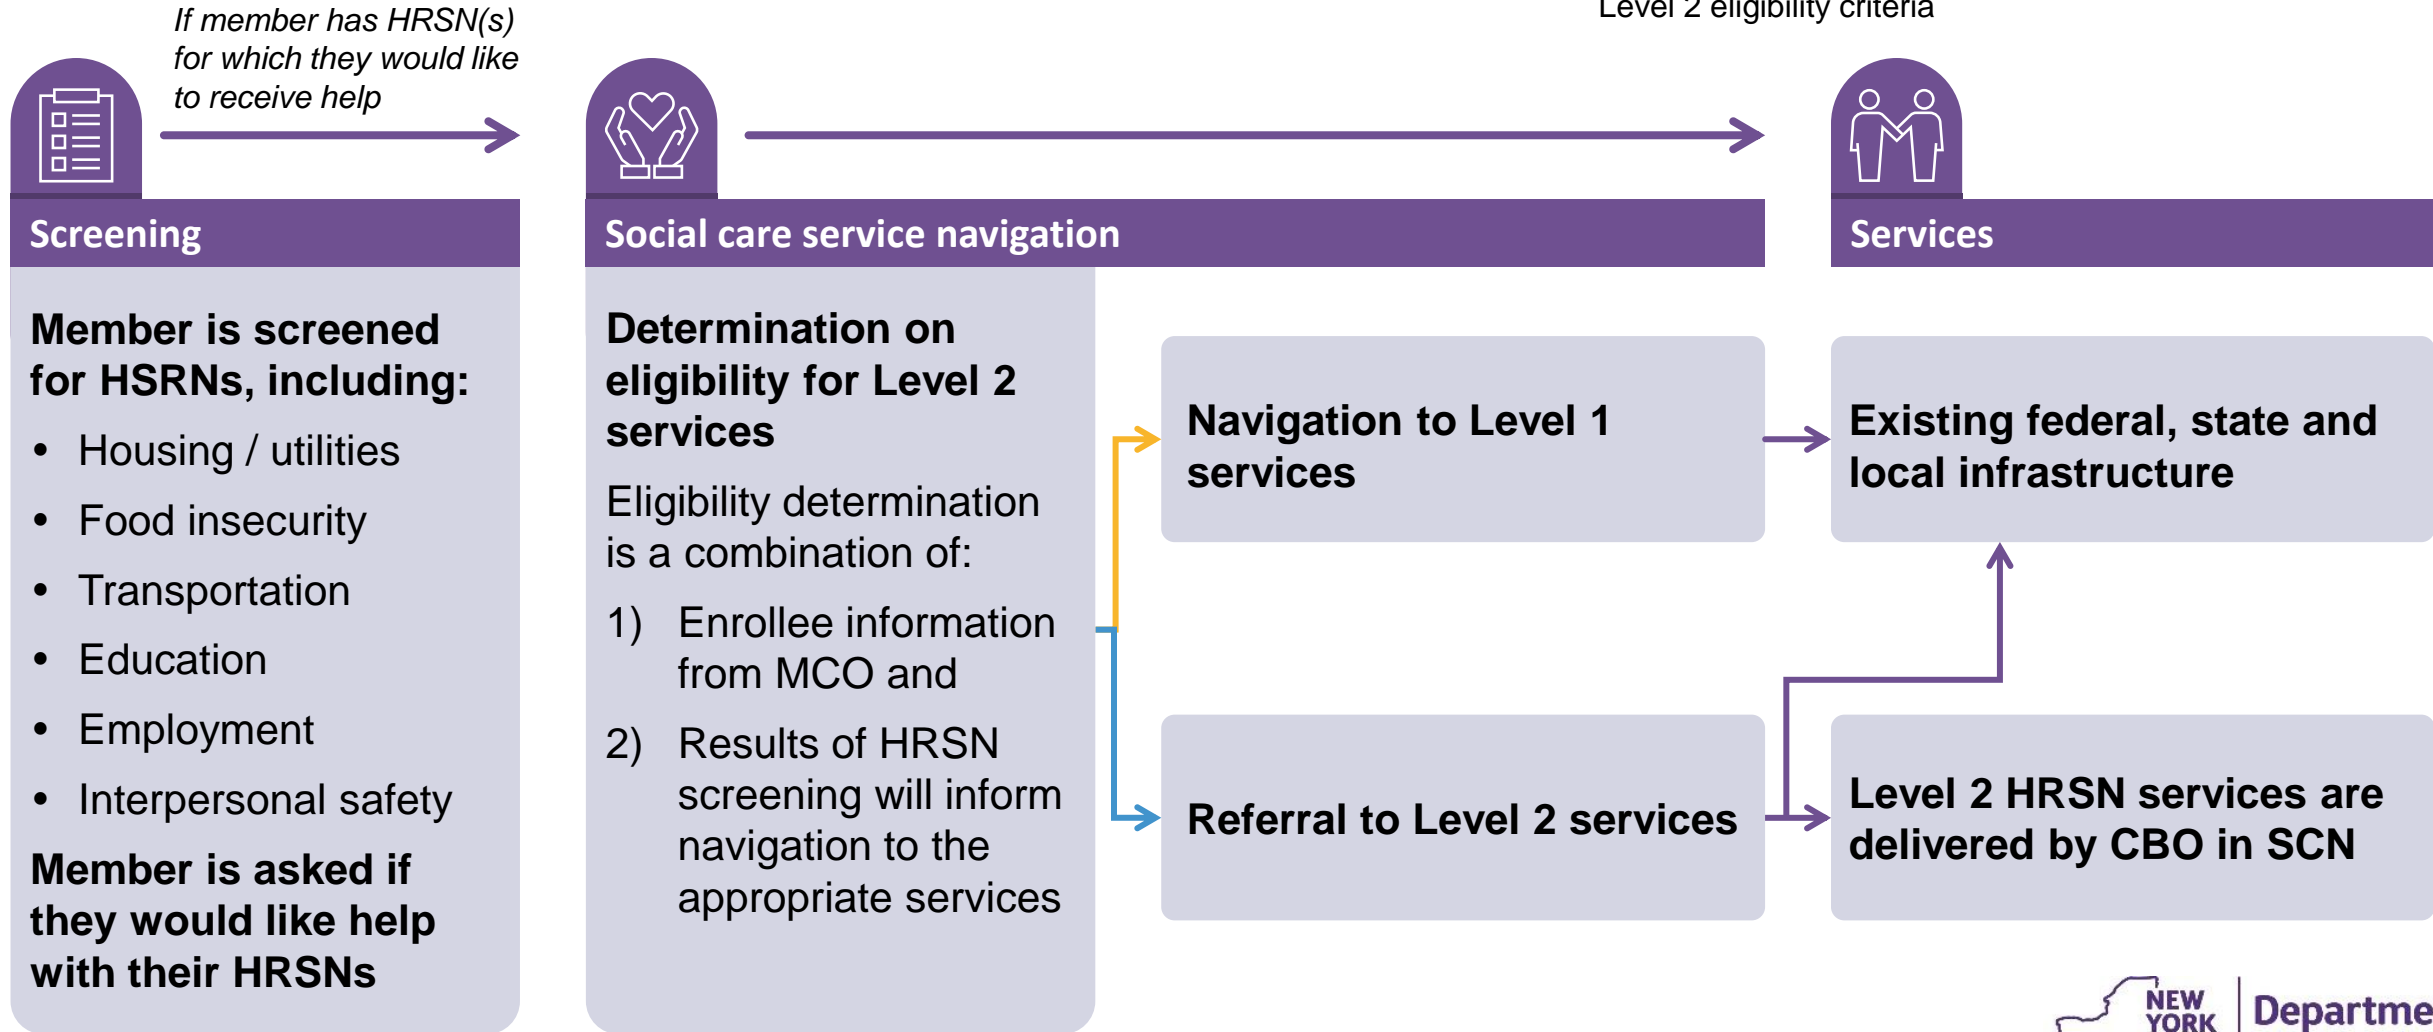 If member has HRSN(s)
for which they would like
to receive help
Level 2 eligibility criteria
Screening
Member is screened
for HSRNs, including:
• Housing / utilities
• Food insecurity
• Transportation
• Education
• Employment
• Interpersonal safety
Member is asked if
they would like help
with their HRSNs
Social care service navigation
Determination on
eligibility for Level 2
services
Eligibility determination
is a combination of:
1) Enrollee information
from MCO and
2) Results of HRSN
screening will inform
navigation to the
appropriate services
Navigation to Level 1
services
Referral to Level 2 services
Services
Existing federal, state and
local infrastructure
Level 2 HRSN services are
delivered by CBO in SCN
NEW
YORK
Departme